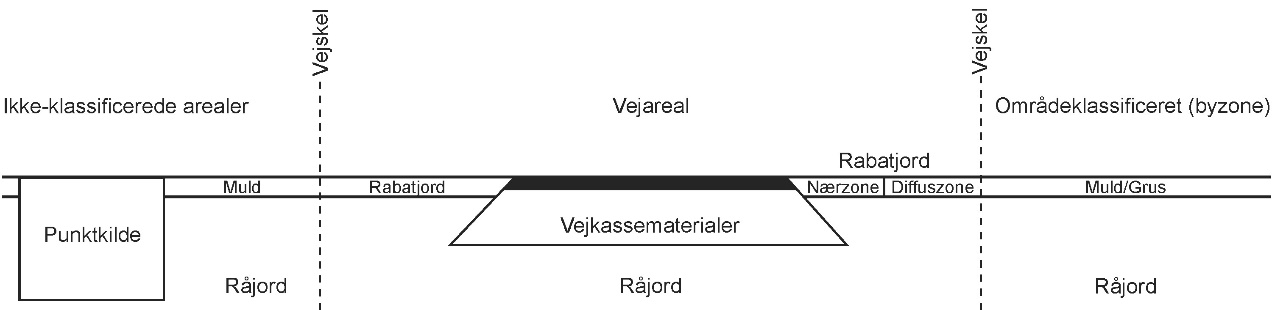 Vejskel
Vejskel
Ikke-klassificerede arealer
Vejareal
Områdeklassificeret (byzone)
Rabatjord
Muld
Rabatjord
Nærzone
Diffuszone
Muld/Grus
Punktkilde
Vejkassematerialer
Råjord
Råjord
Råjord